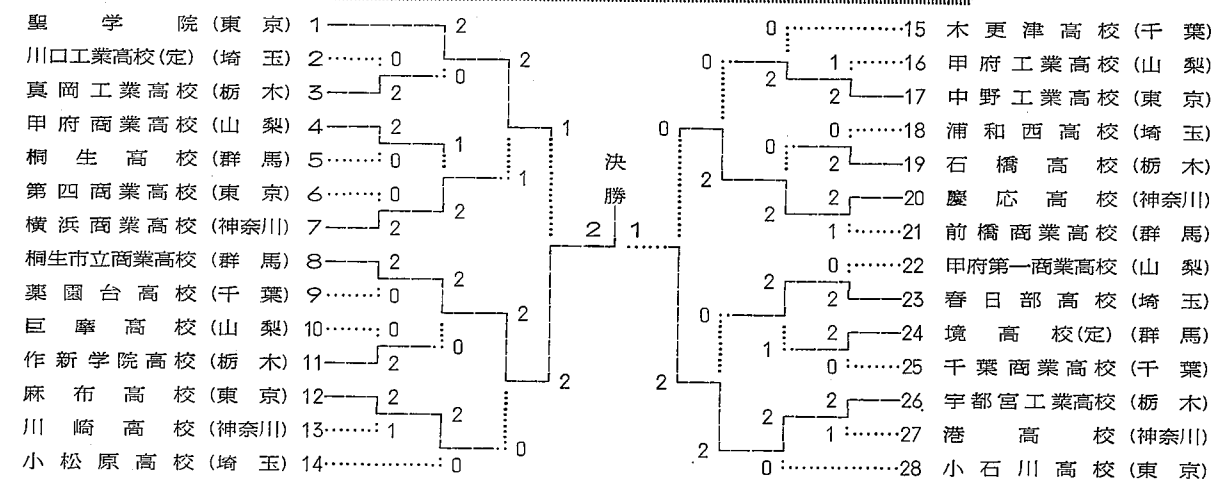 聖学院(東京) 1 2
川口工業高校(定)(埼玉) 2 0
0 2
真岡工業高校(栃木) 3 2
甲府商業高校(山梨) 4 2
1 1
桐生高校(群馬) 5 0
1
第四商業高校(東京) 6 0
2
横浜商業高校(神奈川) 7 2
桐生市立商業高校(群馬) 8 2
2
薬園台高校(千葉) 9 0
2
巨摩高校(山梨) 10 0
0
作新学院高校(栃木) 11 2
2
麻布高校(東京) 12 2
2
川崎高校(神奈川) 13 1
0
小松原高校(埼玉) 14 0
決勝
2 1
0 15 木更津高校(千葉)
0 1 16 甲府工業高校(山梨)
2
2 17 中野工業高校(東京)
0 0 18 浦和西高校(埼玉)
0
2 19 石橋高校(栃木)
2
2 20 慶応高校(神奈川)
2
1 21 前橋商業高校(群馬)
0 22 甲府第一商業高校(山梨)
2
2 23 春日部高校(埼玉)
0
2 24 境高校(定)(群馬)
1
0 25 千葉商業高校(千葉)
2
2 26 宇都宮工業高校(栃木)
2
1 27 港高校(神奈川)
2
0 28 小石川高校(東京)